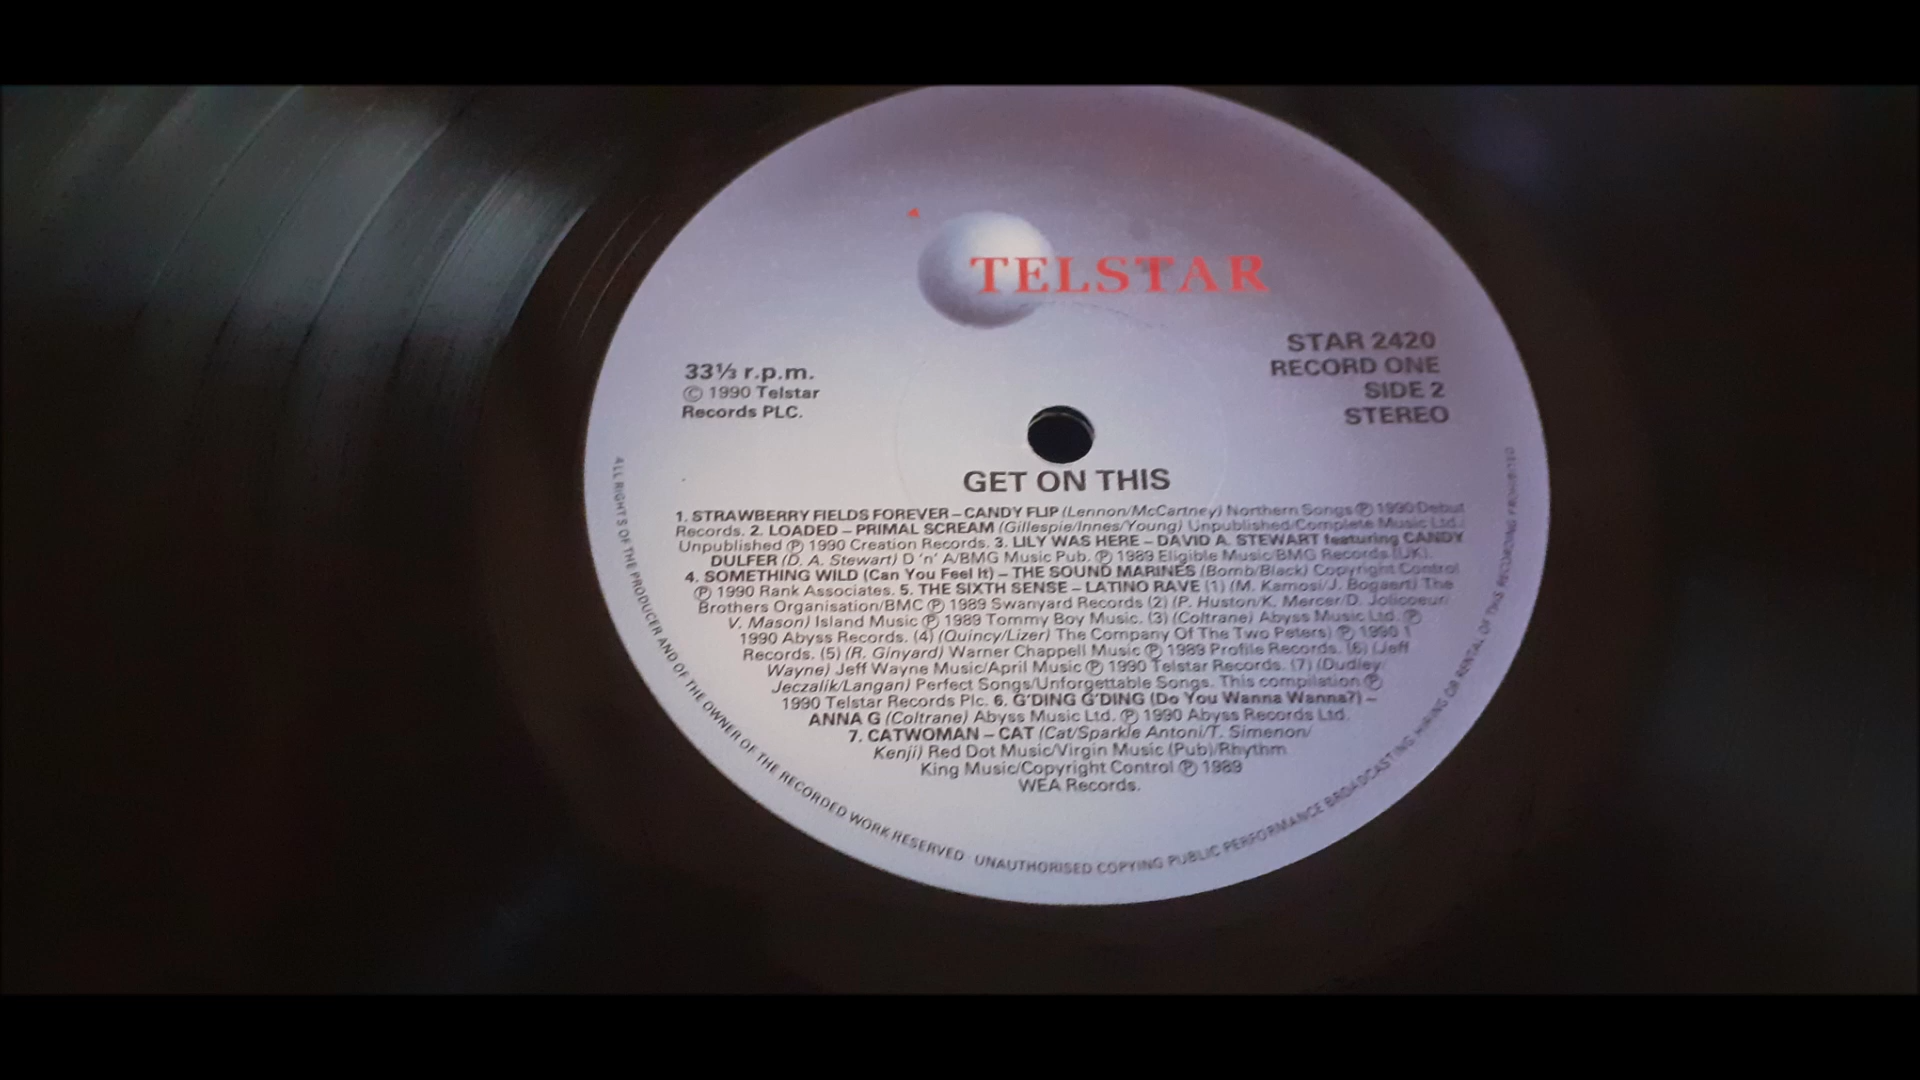 TELSTAR
STAR 2420
RECORD ONE
SIDE 2
STEREO
33⅓ r.p.m.
© 1990 Telstar
Records PLC.
GET ON THIS
1. STRAWBERRY FIELDS FOREVER – CANDY FLIP (Lennon/McCartney) Northern Songs ℗ 1990 Debut
Records. 2. LOADED – PRIMAL SCREAM (Gillespie/Innes/Young) Unpublished/Complete Music Ltd./
Unpublished ℗ 1990 Creation Records. 3. LILY WAS HERE – DAVID A. STEWART featuring CANDY
DULFER (D. A. Stewart) D 'n' A/BMG Music Pub. ℗ 1989 Eligible Music/BMG Records (UK).
4. SOMETHING WILD (Can You Feel It) – THE SOUND MARINES (Bomb/Black) Copyright Control
℗ 1990 Rank Associates. 5. THE SIXTH SENSE – LATINO RAVE (1) (M. Kamosi/J. Bogaert) The
Brothers Organisation/BMC ℗ 1989 Swanyard Records (2) (P. Huston/K. Mercer/D. Jolicoeur/
V. Mason) Island Music ℗ 1989 Tommy Boy Music. (3) (Coltrane) Abyss Music Ltd. ℗
1990 Abyss Records. (4) (Quincy/Lizer) The Company Of The Two Peters) ℗ 1990 1
Records. (5) (R. Ginyard) Warner Chappell Music ℗ 1989 Profile Records. (6) (Jeff
Wayne) Jeff Wayne Music/April Music ℗ 1990 Telstar Records. (7) (Dudley/
Jeczalik/Langan) Perfect Songs/Unforgettable Songs. This compilation ℗
1990 Telstar Records Plc. 6. G'DING G'DING (Do You Wanna Wanna?) –
ANNA G (Coltrane) Abyss Music Ltd. ℗ 1990 Abyss Records Ltd.
7. CATWOMAN – CAT (Cat/Sparkle Antoni/T. Simenon/
Kenji) Red Dot Music/Virgin Music (Pub)/Rhythm
King Music/Copyright Control ℗ 1989
WEA Records.
ALL RIGHTS OF THE PRODUCER AND OF THE OWNER OF THE RECORDED WORK RESERVED · UNAUTHORISED COPYING PUBLIC PERFORMANCE BROADCASTING HIRING OR RENTAL OF THIS RECORDING PROHIBITED